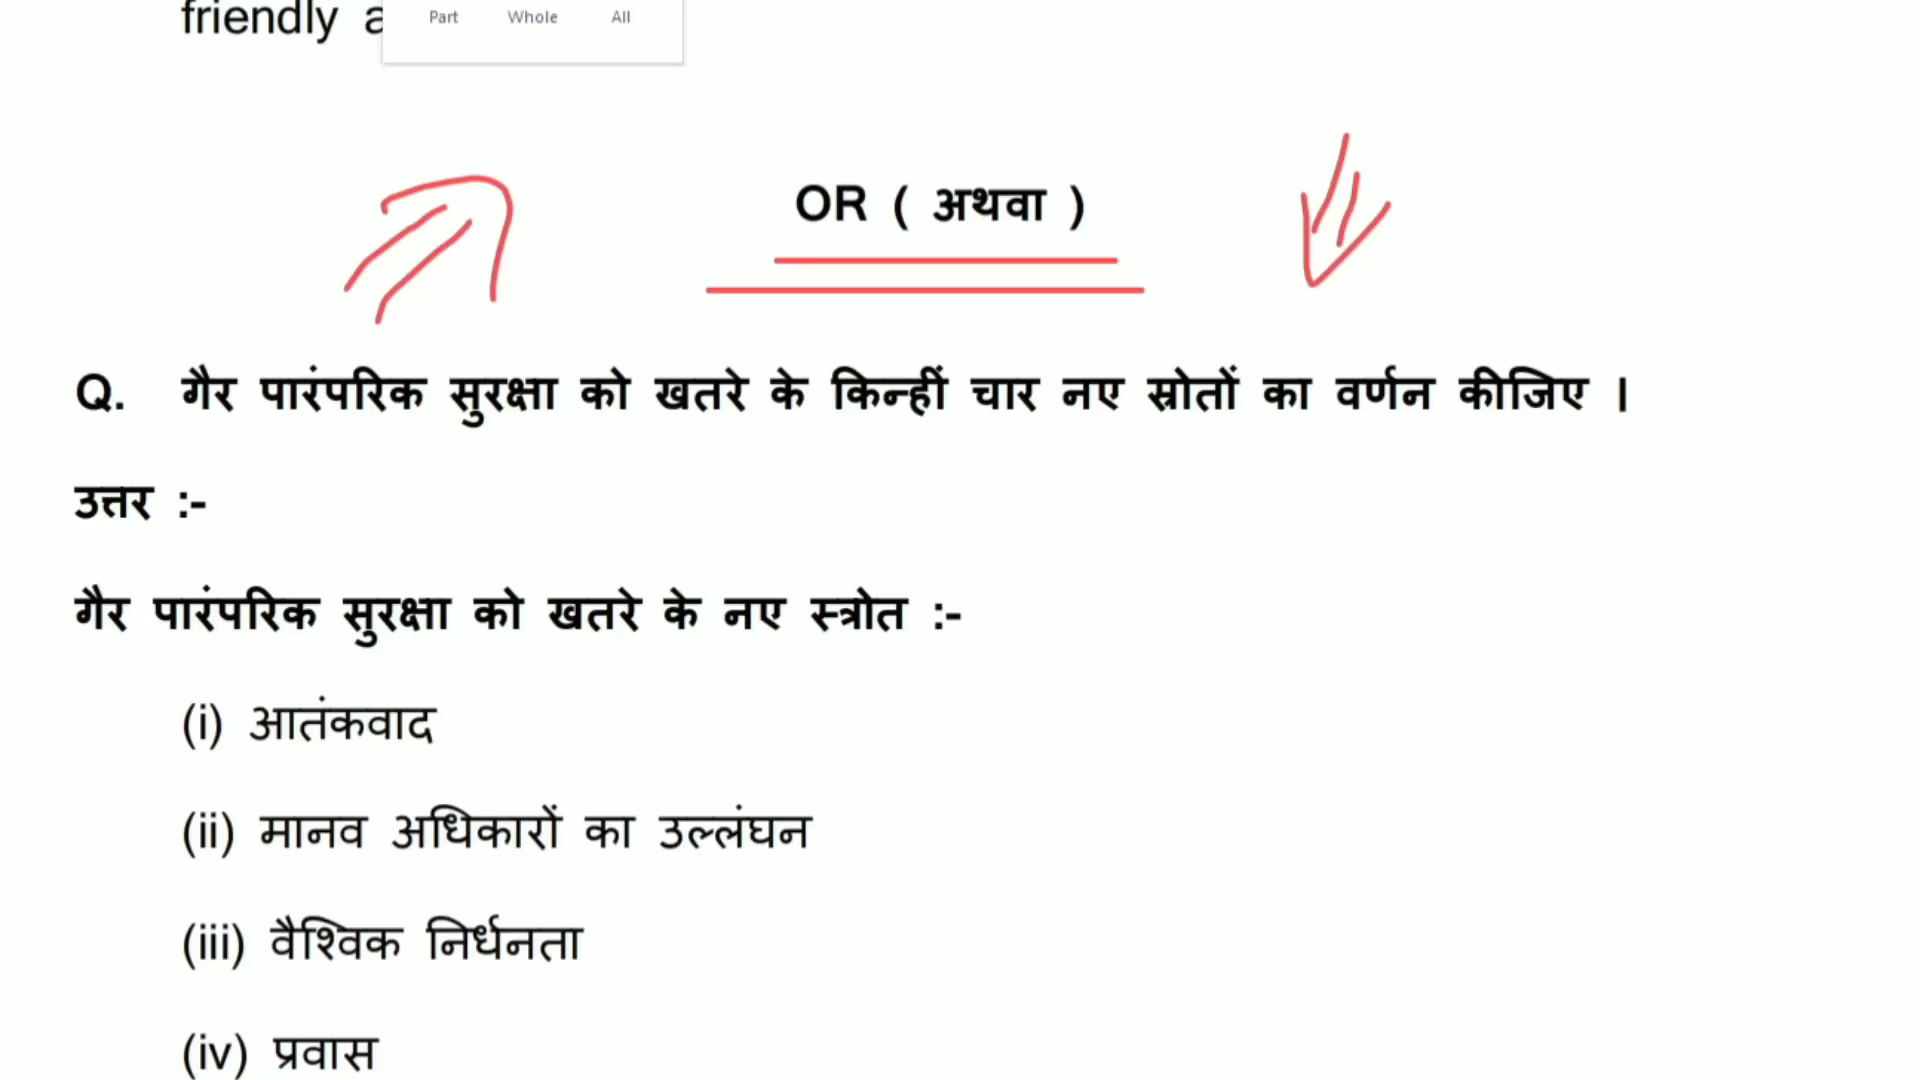 friendly
Part Whole All
OR ( अथवा )
Q. गैर पारंपरिक सुरक्षा को खतरे के किन्हीं चार नए स्रोतों का वर्णन कीजिए ।
उत्तर :-
गैर पारंपरिक सुरक्षा को खतरे के नए स्त्रोत :-
(i) आतंकवाद
(ii) मानव अधिकारों का उल्लंघन
(iii) वैश्विक निर्धनता
(iv) प्रवास